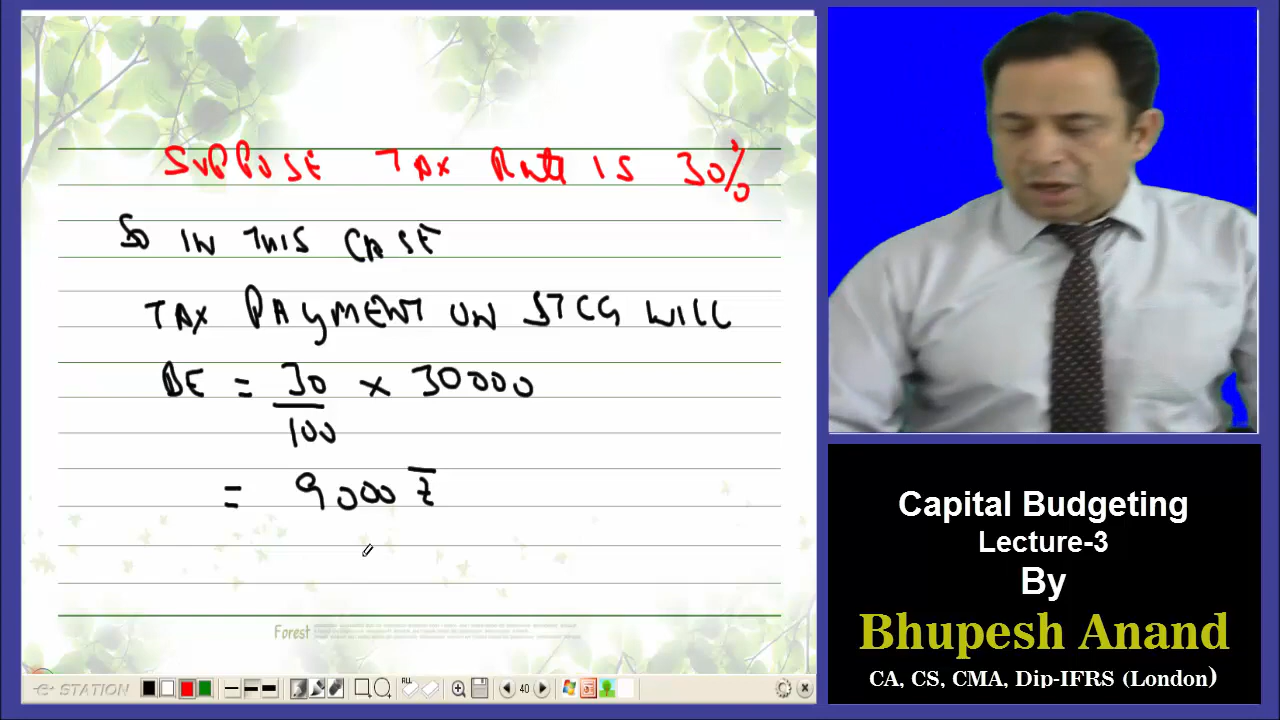 SUPPOSE TAX Rate IS 30%
SO IN THIS CASE
TAX PAYMENT ON STCG WILL
BE = 30/100 × 30000
= 9000
Forest
STATION
ALL
40
Capital Budgeting
Lecture-3
By
Bhupesh Anand
CA, CS, CMA, Dip-IFRS (London)